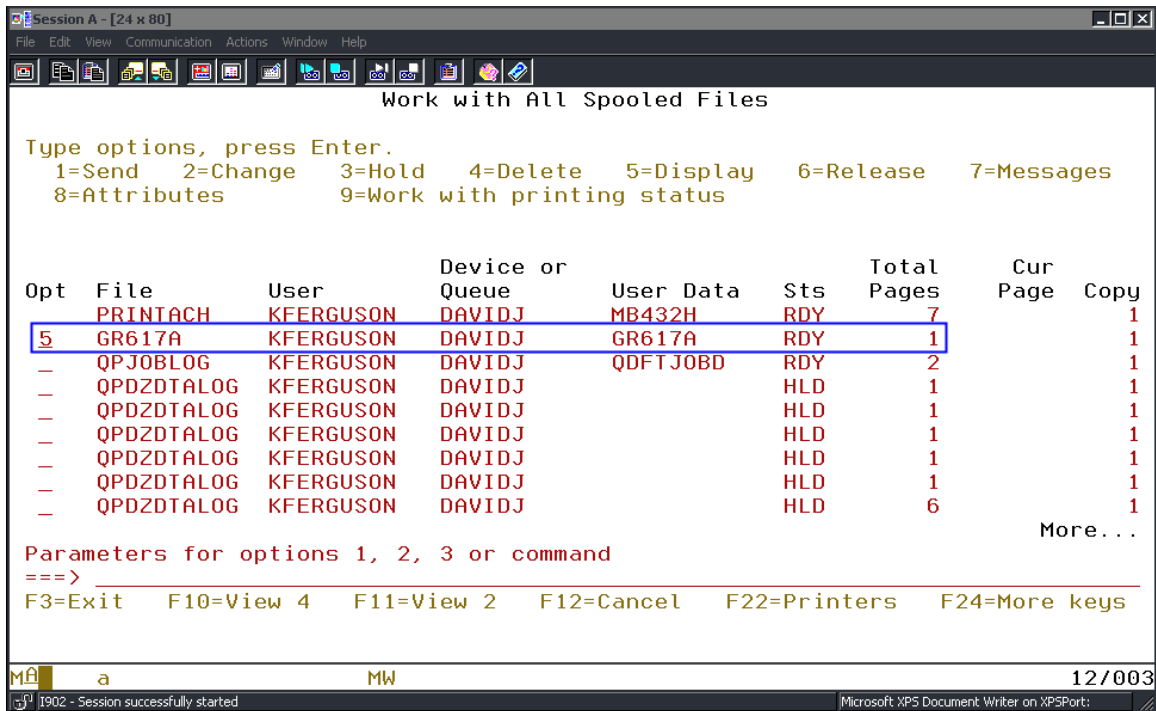 Session A - [24 x 80]
File Edit View Communication Actions Window Help
Work with All Spooled Files
Type options, press Enter.
1=Send 2=Change 3=Hold 4=Delete 5=Display 6=Release 7=Messages
8=Attributes 9=Work with printing status
Device or Total Cur
Opt File User Queue User Data Sts Pages Page Copy
PRINTACH KFERGUSON DAVIDJ MB432H RDY 7 1
5 GR617A KFERGUSON DAVIDJ GR617A RDY 1 1
_ QPJOBLOG KFERGUSON DAVIDJ QDFTJOBD RDY 2 1
_ QPDZDTALOG KFERGUSON DAVIDJ HLD 1 1
_ QPDZDTALOG KFERGUSON DAVIDJ HLD 1 1
_ QPDZDTALOG KFERGUSON DAVIDJ HLD 1 1
_ QPDZDTALOG KFERGUSON DAVIDJ HLD 1 1
_ QPDZDTALOG KFERGUSON DAVIDJ HLD 1 1
_ QPDZDTALOG KFERGUSON DAVIDJ HLD 6 1
More...
Parameters for options 1, 2, 3 or command
===>
F3=Exit F10=View 4 F11=View 2 F12=Cancel F22=Printers F24=More keys
MA a MW 12/003
I902 - Session successfully started Microsoft XPS Document Writer on XPSPort: